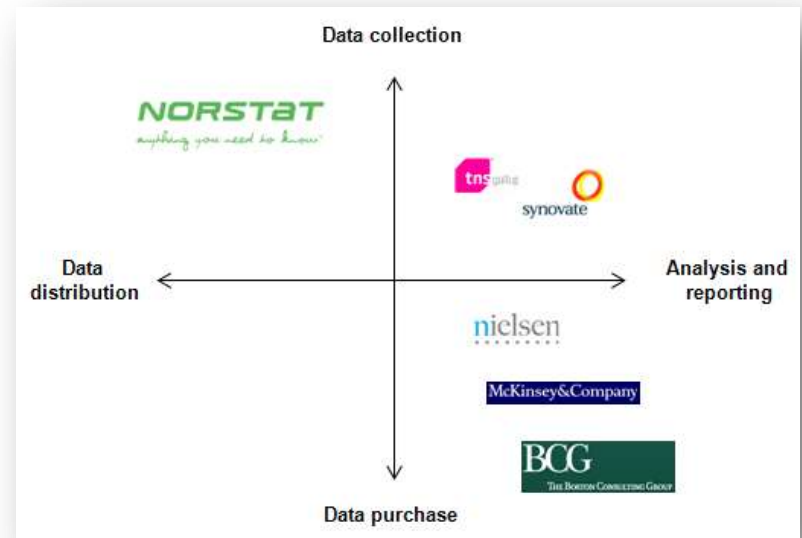 Data collection
NORSTAT
anything you need to know
tns gallup
synovate
Data
distribution
Analysis and
reporting
nielsen
McKinsey&Company
BCG
THE BOSTON CONSULTING GROUP
Data purchase